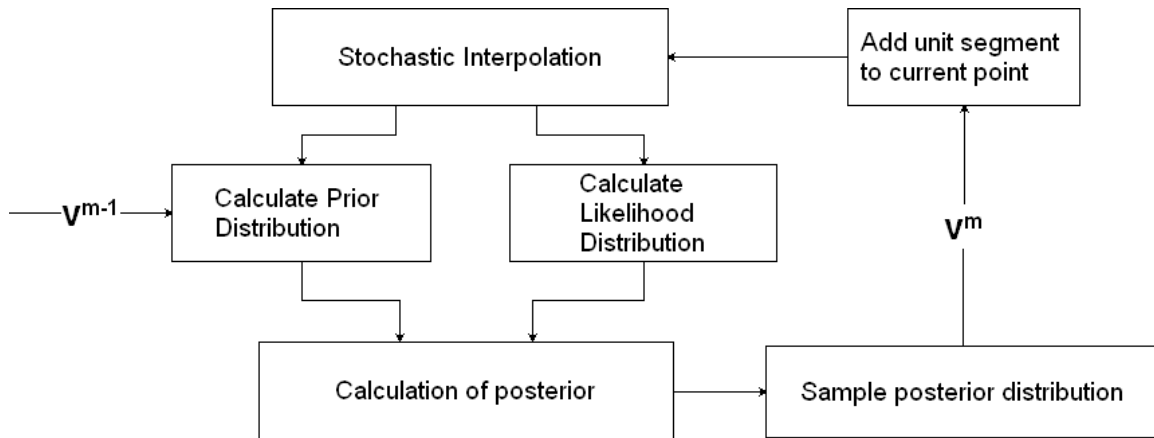 Stochastic Interpolation
Add unit segment
to current point
Calculate Prior
Distribution
Calculate
Likelihood
Distribution
V^{m-1}
V^{m}
Calculation of posterior
Sample posterior distribution